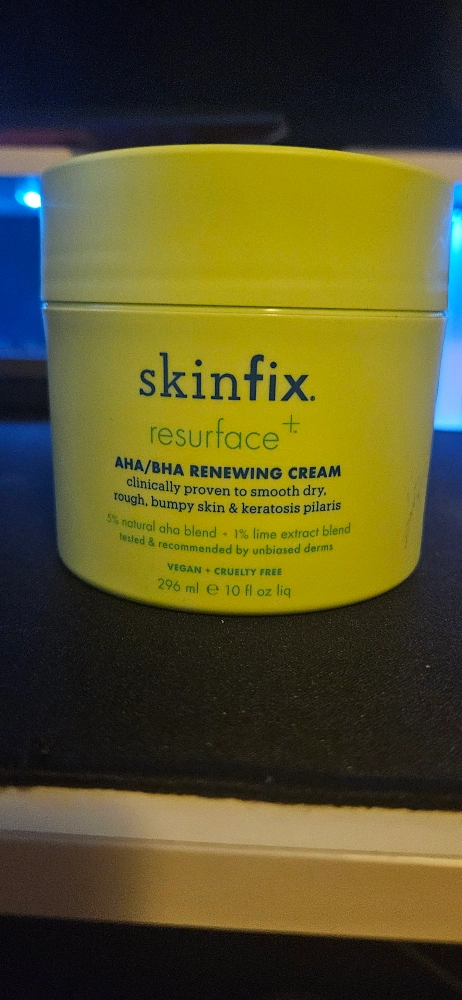 skinfix.
resurface+
AHA/BHA RENEWING CREAM
clinically proven to smooth dry,
rough, bumpy skin & keratosis pilaris
5% natural aha blend + 1% lime extract blend
tested & recommended by unbiased derms
VEGAN + CRUELTY FREE
296 ml ℮ 10 fl oz liq